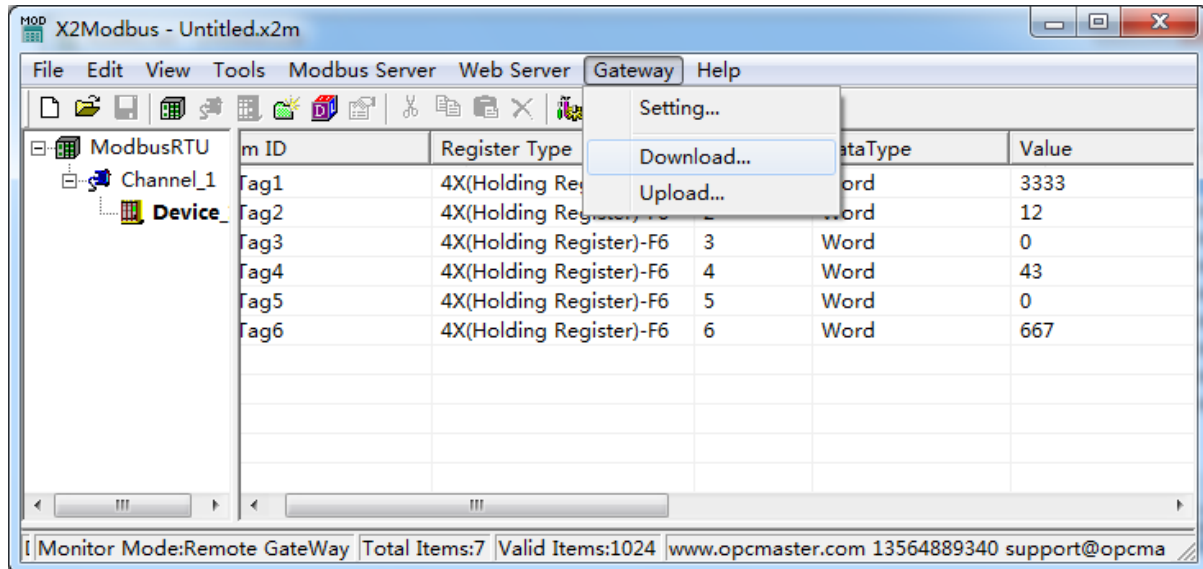 MOD X2Modbus - Untitled.x2m
File Edit View Tools Modbus Server Web Server Gateway Help
Setting...
Download...
Upload...
ModbusRTU
Channel_1
Device_
m ID Register Type ataType Value
Tag1 4X(Holding Reg ord 3333
Tag2 4X(Holding Word 12
Tag3 4X(Holding Register)-F6 3 Word 0
Tag4 4X(Holding Register)-F6 4 Word 43
Tag5 4X(Holding Register)-F6 5 Word 0
Tag6 4X(Holding Register)-F6 6 Word 667
Monitor Mode:Remote GateWay Total Items:7 Valid Items:1024 www.opcmaster.com 13564889340 support@opcma